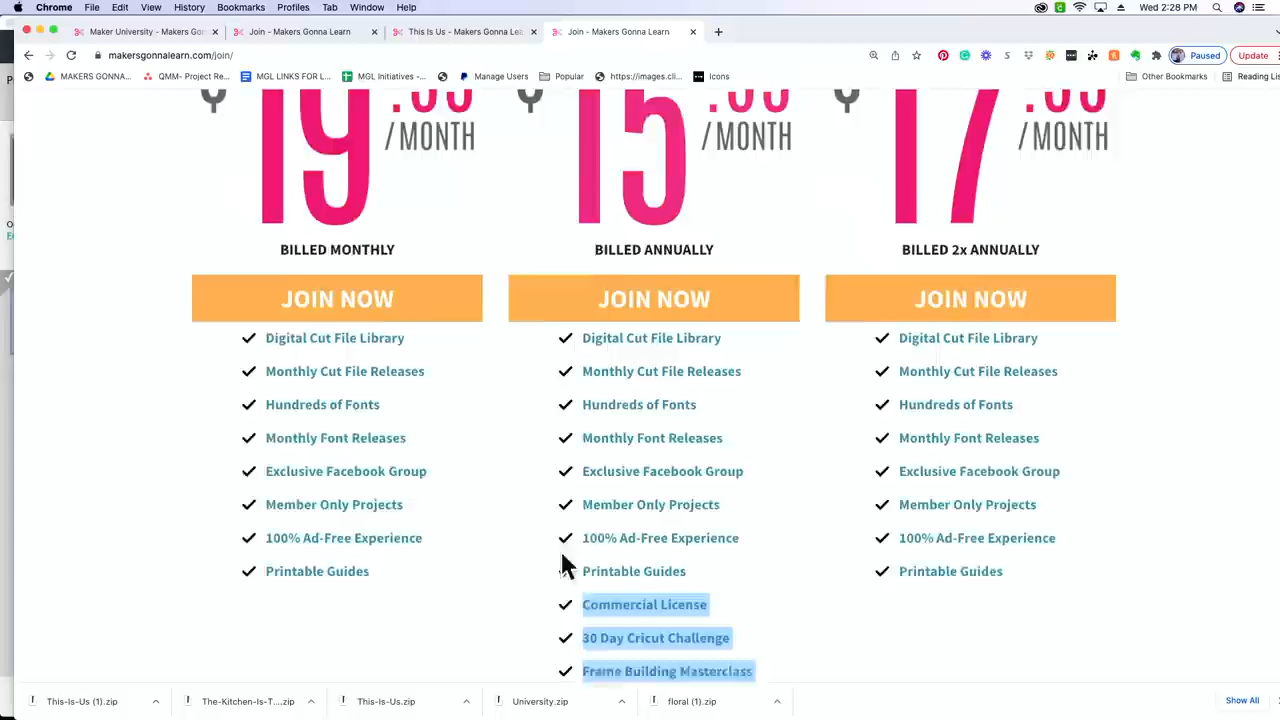 Chrome File Edit View History Bookmarks Profiles Tab Window Help Wed 2:28 PM
Maker University - Makers Gon Join - Makers Gonna Learn This Is Us - Makers Gonna Lea Join - Makers Gonna Learn
makersgonnalearn.com/join/ Paused Update
MAKERS GONNA... QMM- Project Re... MGL LINKS FOR L... MGL Initiatives -... Manage Users Popular https://images.cli... Icons Other Bookmarks Reading Lis
19 /MONTH
15 /MONTH
17 /MONTH
BILLED MONTHLY BILLED ANNUALLY BILLED 2x ANNUALLY
JOIN NOW JOIN NOW JOIN NOW
Digital Cut File Library Digital Cut File Library Digital Cut File Library
Monthly Cut File Releases Monthly Cut File Releases Monthly Cut File Releases
Hundreds of Fonts Hundreds of Fonts Hundreds of Fonts
Monthly Font Releases Monthly Font Releases Monthly Font Releases
Exclusive Facebook Group Exclusive Facebook Group Exclusive Facebook Group
Member Only Projects Member Only Projects Member Only Projects
100% Ad-Free Experience 100% Ad-Free Experience 100% Ad-Free Experience
Printable Guides Printable Guides Printable Guides
Commercial License
30 Day Cricut Challenge
Frame Building Masterclass
This-Is-Us (1).zip The-Kitchen-Is-T....zip This-Is-Us.zip University.zip floral (1).zip Show All